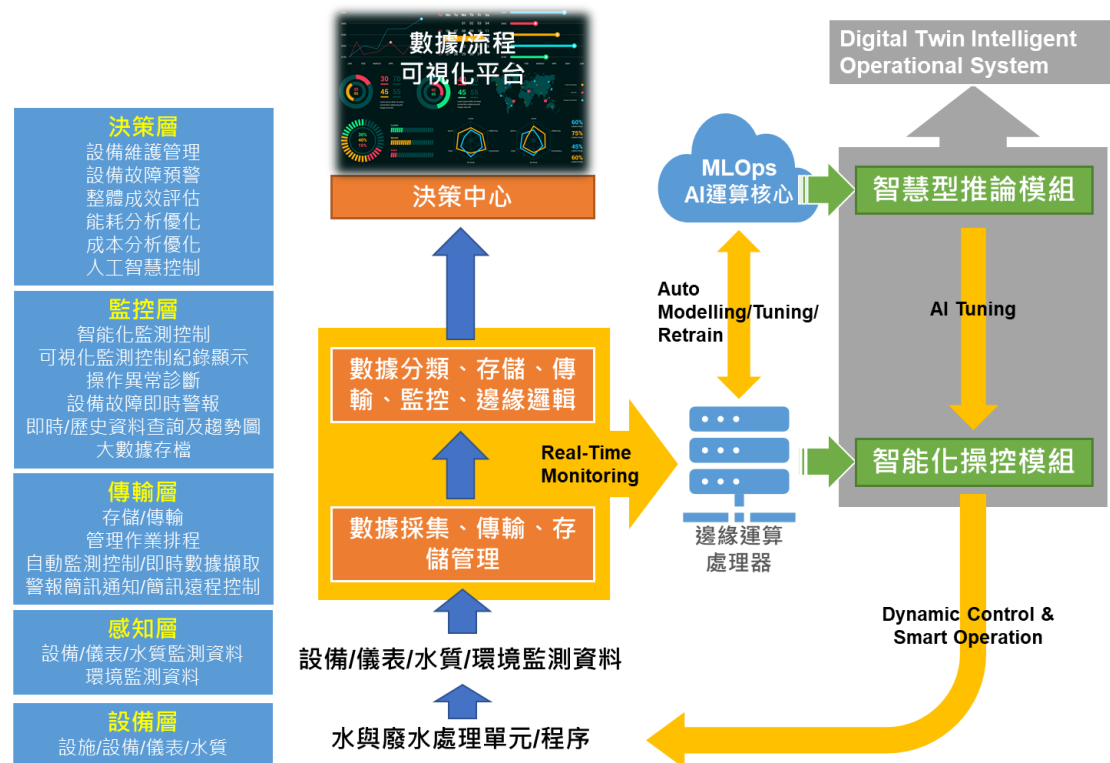 決策層
設備維護管理
設備故障預警
整體成效評估
能耗分析優化
成本分析優化
人工智慧控制
監控層
智能化監測控制
可視化監測控制紀錄顯示
操作異常診斷
設備故障即時警報
即時/歷史資料查詢及趨勢圖
大數據存檔
傳輸層
存儲/傳輸
管理作業排程
自動監測控制/即時數據擷取
警報簡訊通知/簡訊遠程控制
感知層
設備/儀表/水質監測資料
環境監測資料
設備層
設施/設備/儀表/水質
數據/流程
可視化平台
決策中心
數據分類、存儲、傳
輸、監控、邊緣邏輯
數據採集、傳輸、存
儲管理
設備/儀表/水質/環境監測資料
水與廢水處理單元/程序
Real-Time
Monitoring
MLOps
AI運算核心
Auto
Modelling/Tuning/
Retrain
邊緣運算
處理器
Digital Twin Intelligent
Operational System
智慧型推論模組
AI Tuning
智能化操控模組
Dynamic Control &
Smart Operation